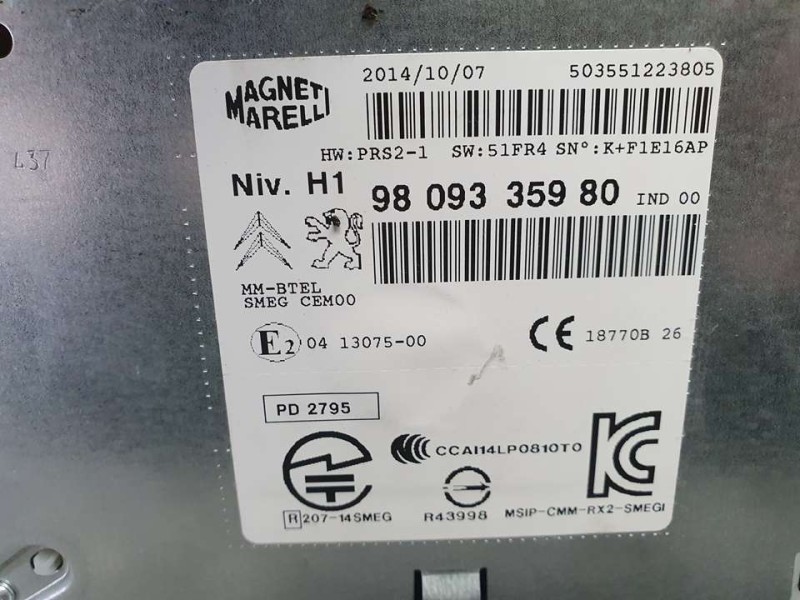 MAGNETI
MARELLI
2014/10/07
503551223805
HW:PRS2-1 SW:51FR4 SN°:K+F1E16AP
Niv. H1
98 093 359 80 IND 00
MM-BTEL
SMEG CEM00
E2 04 13075-00
CE 18770B 26
PD 2795
CCAI14LP0810T0
R 207-14SMEG
R43998
MSIP-CMM-RX2-SMEGI
437